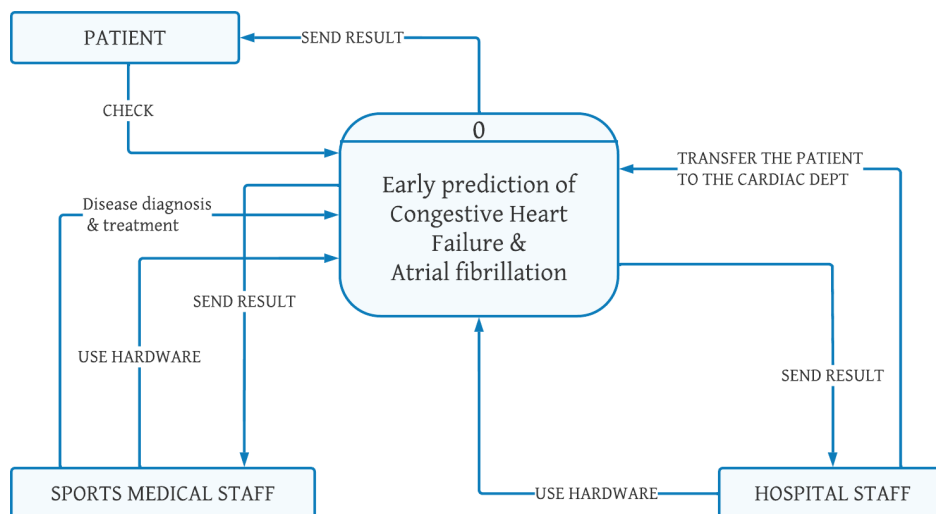 PATIENT
SEND RESULT
CHECK
0
Early prediction of
Congestive Heart
Failure &
Atrial fibrillation
TRANSFER THE PATIENT
TO THE CARDIAC DEPT
Disease diagnosis
& treatment
SEND RESULT
USE HARDWARE
SEND RESULT
SPORTS MEDICAL STAFF
USE HARDWARE
HOSPITAL STAFF